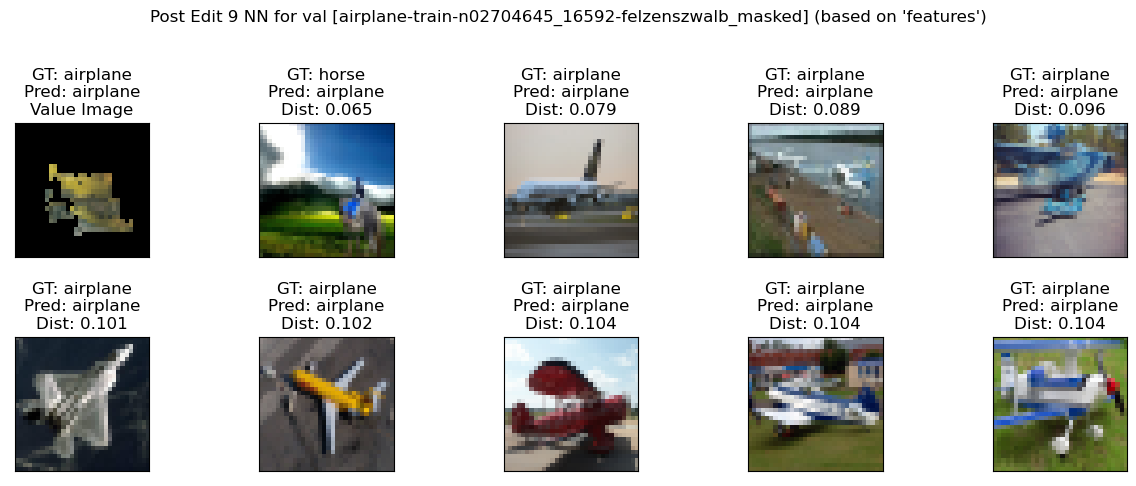 Post Edit 9 NN for val [airplane-train-n02704645_16592-felzenszwalb_masked] (based on 'features')
GT: airplane
Pred: airplane
Value Image
GT: horse
Pred: airplane
Dist: 0.065
GT: airplane
Pred: airplane
Dist: 0.079
GT: airplane
Pred: airplane
Dist: 0.089
GT: airplane
Pred: airplane
Dist: 0.096
GT: airplane
Pred: airplane
Dist: 0.101
GT: airplane
Pred: airplane
Dist: 0.102
GT: airplane
Pred: airplane
Dist: 0.104
GT: airplane
Pred: airplane
Dist: 0.104
GT: airplane
Pred: airplane
Dist: 0.104